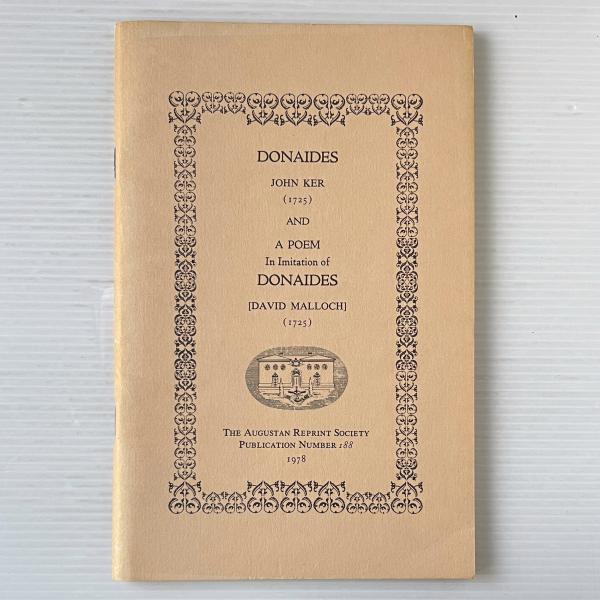 DONAIDES
JOHN KER
(1725)
AND
A POEM
In Imitation of
DONAIDES
[DAVID MALLOCH]
(1725)
THE AUGUSTAN REPRINT SOCIETY
PUBLICATION NUMBER 188
1978